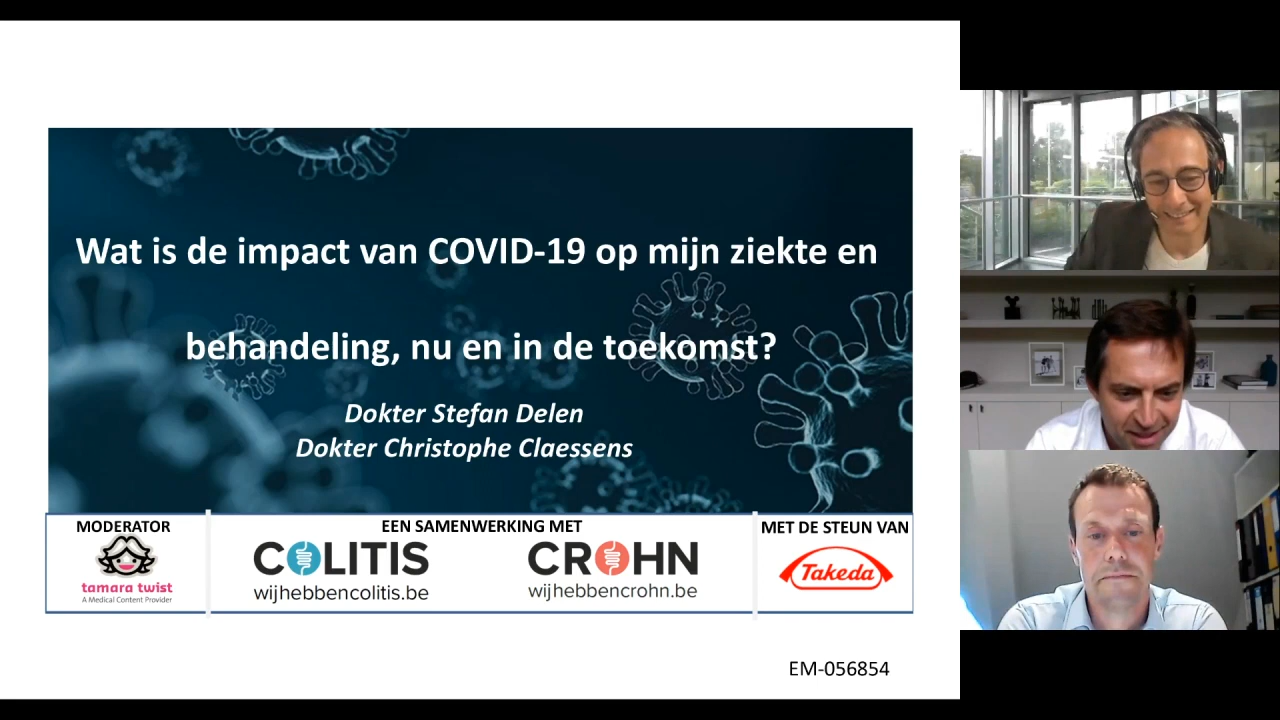 Wat is de impact van COVID-19 op mijn ziekte en
behandeling, nu en in de toekomst?
Dokter Stefan Delen
Dokter Christophe Claessens
MODERATOR
tamara twist
A Medical Content Provider
EEN SAMENWERKING MET
COLITIS
wijhebbencolitis.be
CROHN
wijhebbencrohn.be
MET DE STEUN VAN
Takeda
EM-056854